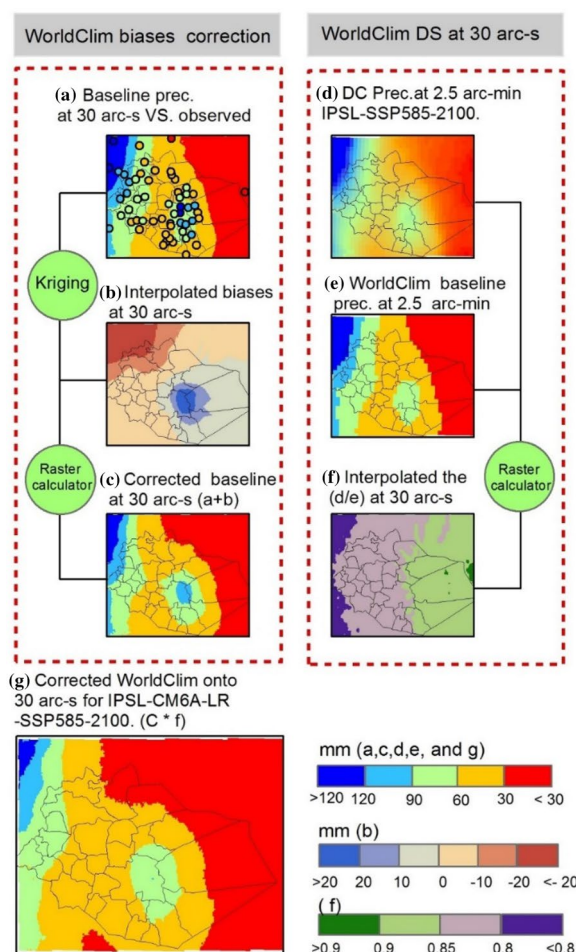 WorldClim biases correction
WorldClim DS at 30 arc-s
(a) Baseline prec.
at 30 arc-s VS. observed
Kriging
(b) Interpolated biases
at 30 arc-s
Raster
calculator
(c) Corrected baseline
at 30 arc-s (a+b)
(d) DC Prec.at 2.5 arc-min
IPSL-SSP585-2100.
(e) WorldClim baseline
prec. at 2.5 arc-min
(f) Interpolated the
(d/e) at 30 arc-s
Raster
calculator
(g) Corrected WorldClim onto
30 arc-s for IPSL-CM6A-LR
-SSP585-2100. (C * f)
mm (a,c,d,e, and g)
>120 120 90 60 30 < 30
mm (b)
>20 20 10 0 -10 -20 <- 20
( f)
>0.9 0.9 0.85 0.8 <0.8